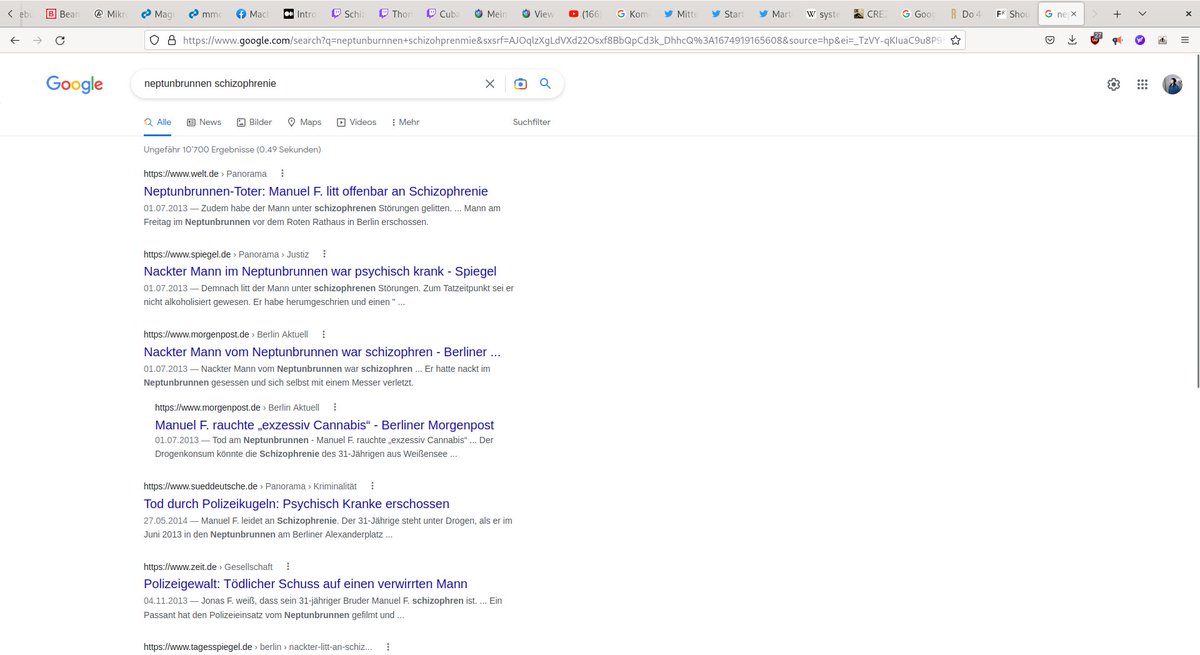 Bean
Mikr
Mag
mmc
Macl
Intro
Schiz
Thon
Cuba
Mein
View
(166)
Kom
Mitte
Start
Mart
W syste
CRE
Goo
Do 4
Shou
ne
https://www.google.com/search?q=neptunburnnen+schizohprenmie&sxsrf=AJOqlzXgLdVXd22Osxf8BbQpCd3k_DhhcQ%3A1674919165608&source=hp&ei=_TzVY-qKIuaC9u8P9
Google
neptunbrunnen schizophrenie
Alle News Bilder Maps Videos Mehr Suchfilter
Ungefähr 10'700 Ergebnisse (0.49 Sekunden)
https://www.welt.de › Panorama
Neptunbrunnen-Toter: Manuel F. litt offenbar an Schizophrenie
01.07.2013 — Zudem habe der Mann unter schizophrenen Störungen gelitten. ... Mann am
Freitag im Neptunbrunnen vor dem Roten Rathaus in Berlin erschossen.
https://www.spiegel.de › Panorama › Justiz
Nackter Mann im Neptunbrunnen war psychisch krank - Spiegel
01.07.2013 — Demnach litt der Mann unter schizophrenen Störungen. Zum Tatzeitpunkt sei er
nicht alkoholisiert gewesen. Er habe herumgeschrien und einen " ...
https://www.morgenpost.de › Berlin Aktuell
Nackter Mann vom Neptunbrunnen war schizophren - Berliner ...
01.07.2013 — Nackter Mann vom Neptunbrunnen war schizophren ... Er hatte nackt im
Neptunbrunnen gesessen und sich selbst mit einem Messer verletzt.
https://www.morgenpost.de › Berlin Aktuell
Manuel F. rauchte „exzessiv Cannabis“ - Berliner Morgenpost
01.07.2013 — Tod am Neptunbrunnen - Manuel F. rauchte „exzessiv Cannabis“ ... Der
Drogenkonsum könnte die Schizophrenie des 31-Jährigen aus Weißensee ...
https://www.sueddeutsche.de › Panorama › Kriminalität
Tod durch Polizeikugeln: Psychisch Kranke erschossen
27.05.2014 — Manuel F. leidet an Schizophrenie. Der 31-Jährige steht unter Drogen, als er im
Juni 2013 in den Neptunbrunnen am Berliner Alexanderplatz ...
https://www.zeit.de › Gesellschaft
Polizeigewalt: Tödlicher Schuss auf einen verwirrten Mann
04.11.2013 — Jonas F. weiß, dass sein 31-jähriger Bruder Manuel F. schizophren ist. ... Ein
Passant hat den Polizeieinsatz vom Neptunbrunnen gefilmt und ...
https://www.tagesspiegel.de › berlin › nackter-litt-an-schiz...